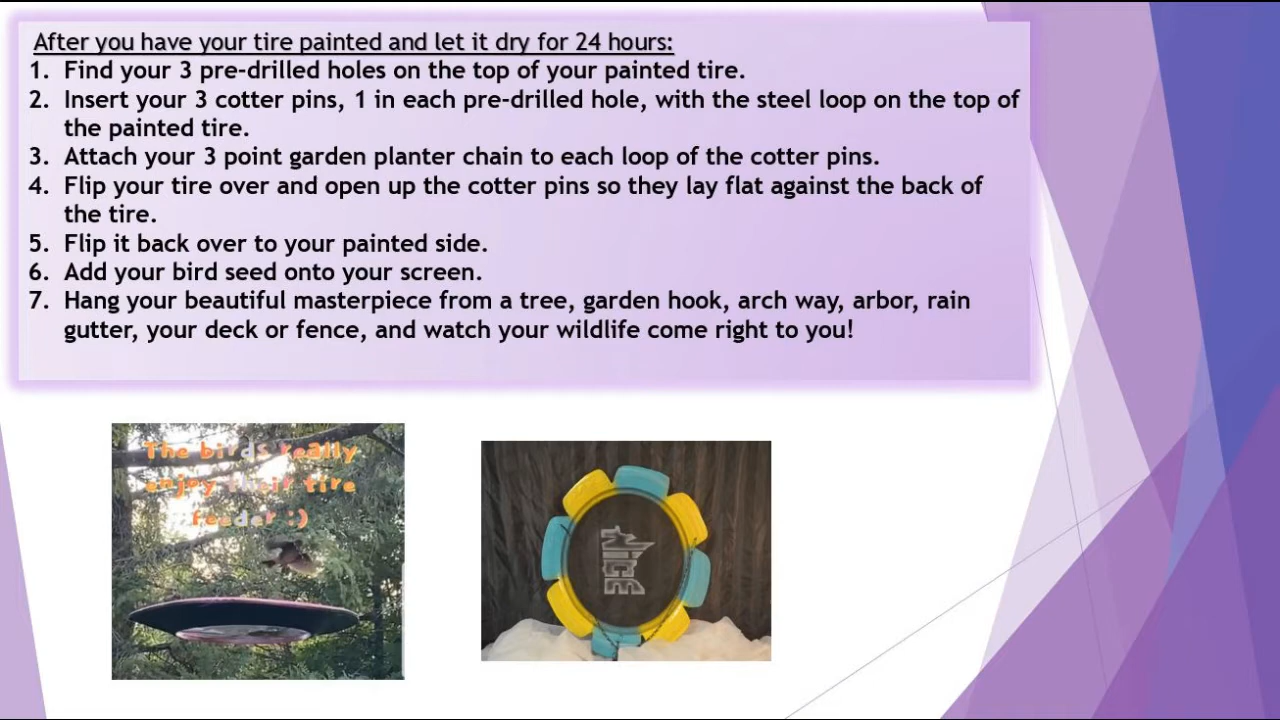 After you have your tire painted and let it dry for 24 hours:
1. Find your 3 pre-drilled holes on the top of your painted tire.
2. Insert your 3 cotter pins, 1 in each pre-drilled hole, with the steel loop on the top of
the painted tire.
3. Attach your 3 point garden planter chain to each loop of the cotter pins.
4. Flip your tire over and open up the cotter pins so they lay flat against the back of
the tire.
5. Flip it back over to your painted side.
6. Add your bird seed onto your screen.
7. Hang your beautiful masterpiece from a tree, garden hook, arch way, arbor, rain
gutter, your deck or fence, and watch your wildlife come right to you!
The birds really
enjoy their tire
feeder :)